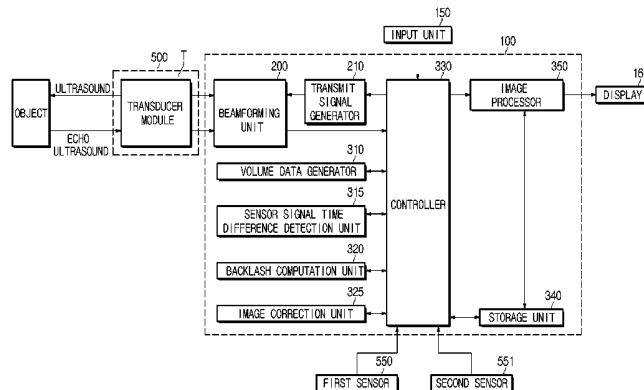 150
INPUT UNIT
500
T
200
210
330
100
350
160
OBJECT
ULTRASOUND
ECHO
ULTRASOUND
TRANSDUCER
MODULE
BEAMFORMING
UNIT
TRANSMIT
SIGNAL
GENERATOR
IMAGE
PROCESSOR
DISPLAY
310
VOLUME DATA GENERATOR
315
SENSOR SIGNAL TIME
DIFFERENCE DETECTION UNIT
CONTROLLER
320
BACKLASH COMPUTATION UNIT
325
IMAGE CORRECTION UNIT
340
STORAGE UNIT
550
FIRST SENSOR
551
SECOND SENSOR